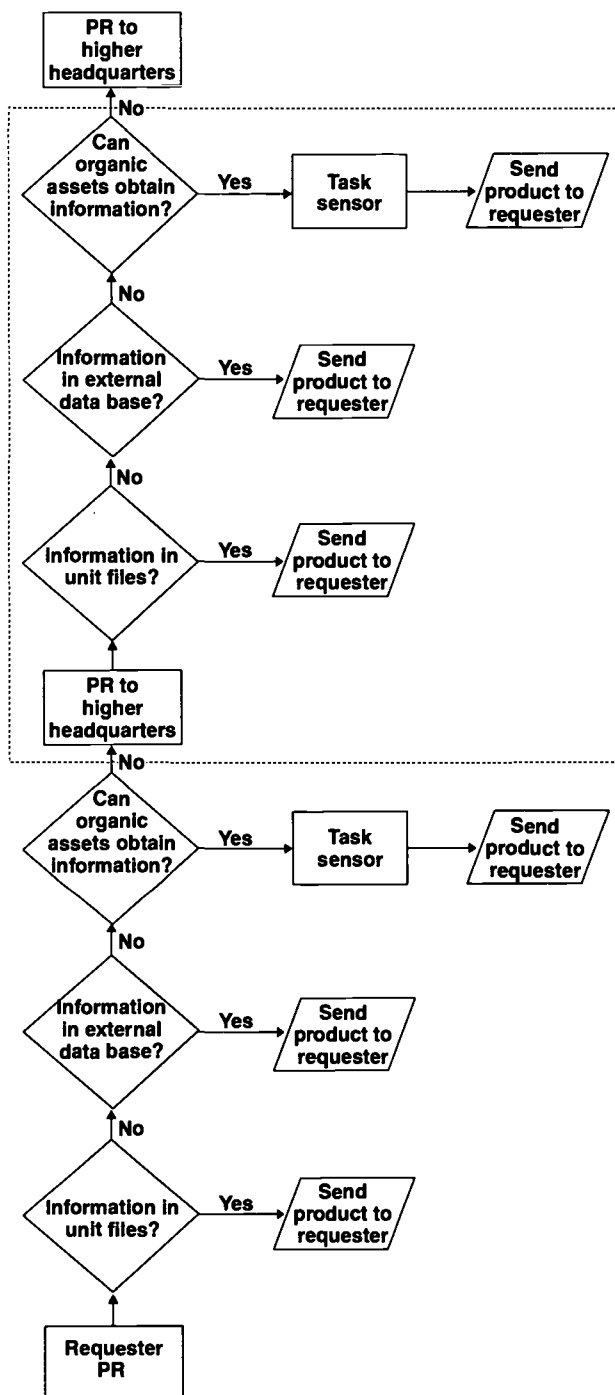 PR to
higher
headquarters
No
Can
organic
assets obtain
information?
Yes
Task
sensor
Send
product to
requester
No
Information
in external
data base?
Yes
Send
product to
requester
No
Information in
unit files?
Yes
Send
product to
requester
PR to
higher
headquarters
No
Can
organic
assets obtain
information?
Yes
Task
sensor
Send
product to
requester
No
Information
in external
data base?
Yes
Send
product to
requester
No
Information in
unit files?
Yes
Send
product to
requester
Requester
PR